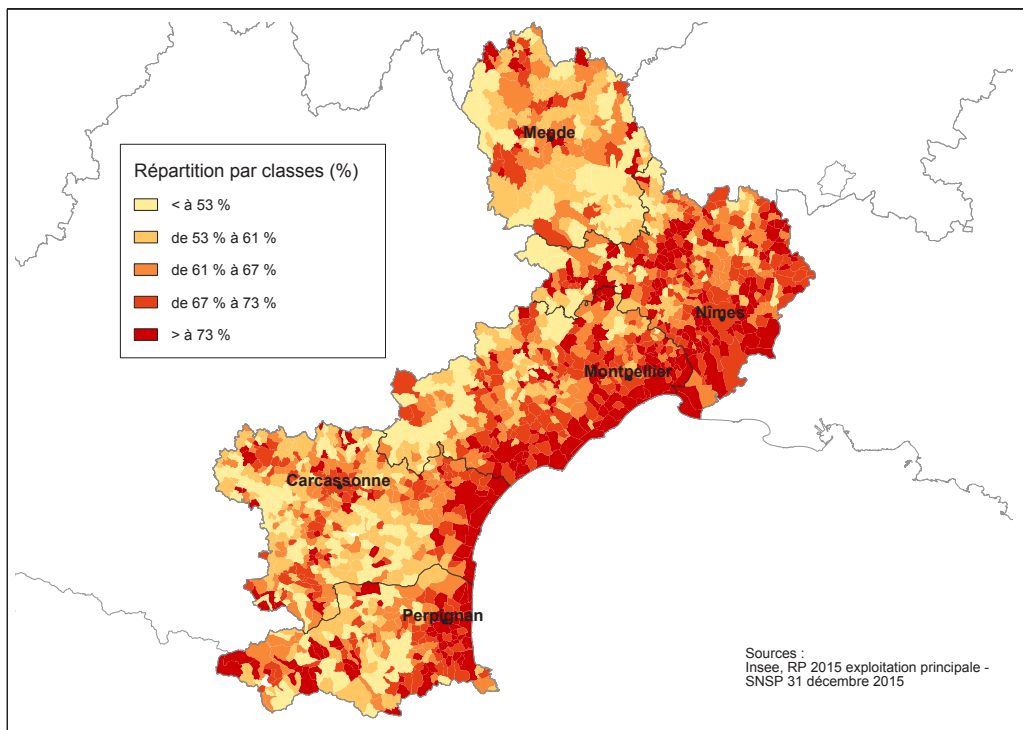 Mende
Répartition par classes (%)
< à 53 %
de 53 % à 61 %
de 61 % à 67 %
de 67 % à 73 %
> à 73 %
Nîmes
Montpellier
Carcassonne
Perpignan
Sources :
Insee, RP 2015 exploitation principale -
SNSP 31 décembre 2015